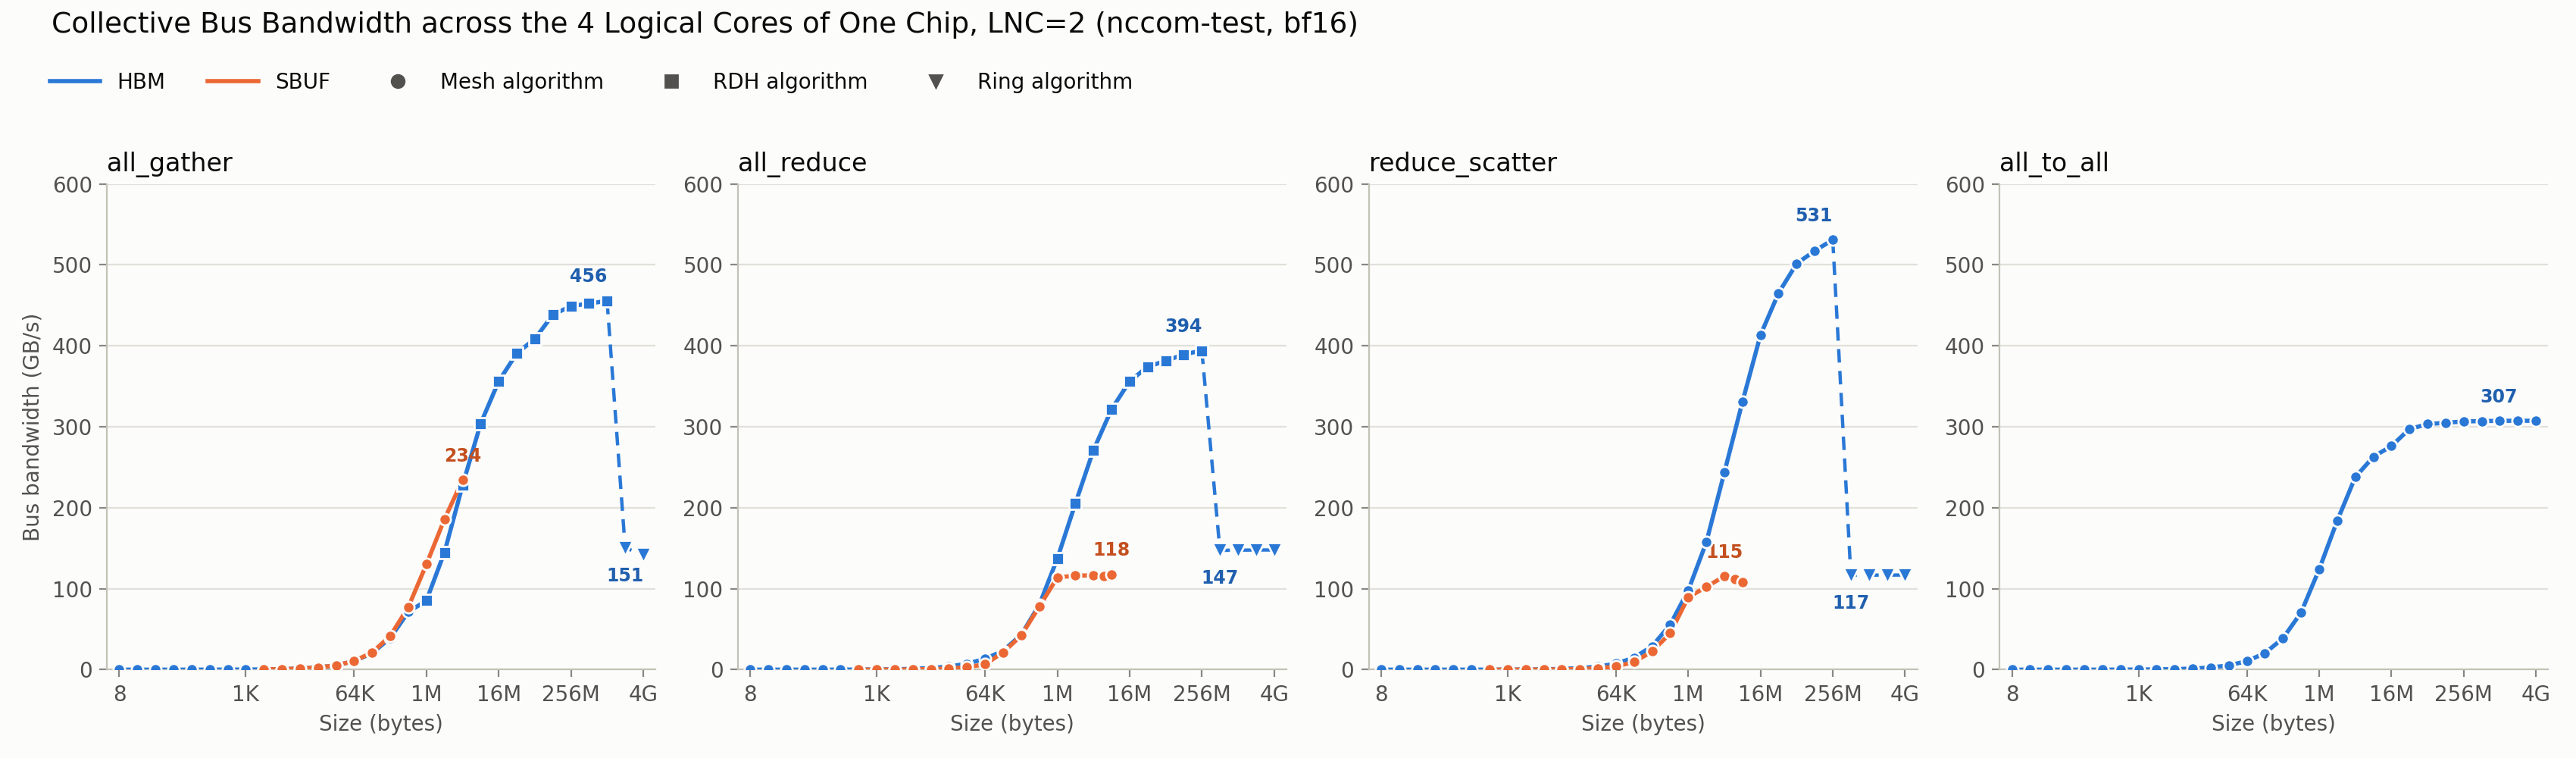 Collective Bus Bandwidth across the 4 Logical Cores of One Chip, LNC=2 (nccom-test, bf16)
HBM SBUF Mesh algorithm RDH algorithm Ring algorithm
all_gather
Bus bandwidth (GB/s)
600
500
400
300
200
100
0
456
234
151
8 1K 64K 1M 16M 256M 4G
Size (bytes)
all_reduce
600
500
400
300
200
100
0
394
118
147
8 1K 64K 1M 16M 256M 4G
Size (bytes)
reduce_scatter
600
500
400
300
200
100
0
531
115
117
8 1K 64K 1M 16M 256M 4G
Size (bytes)
all_to_all
600
500
400
300
200
100
0
307
8 1K 64K 1M 16M 256M 4G
Size (bytes)